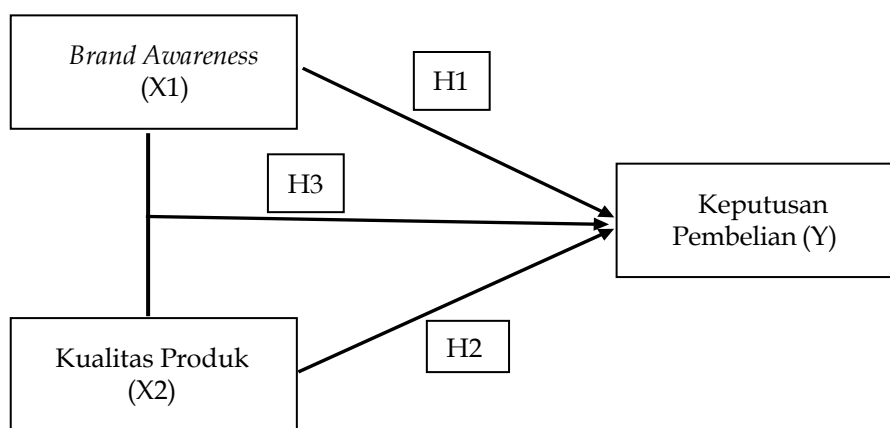 Brand Awareness
(X1)
H1
H3
Keputusan
Pembelian (Y)
H2
Kualitas Produk
(X2)